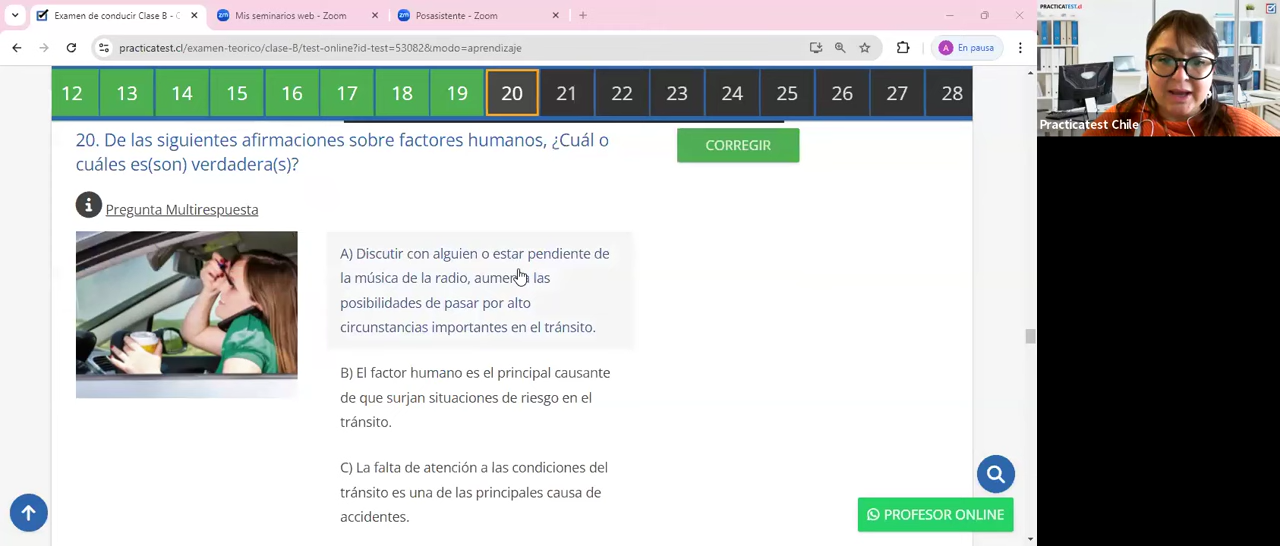 Examen de conducir Clase B - C
Mis seminarios web - Zoom
Posasistente - Zoom
practicatest.cl/examen-teorico/clase-B/test-online?id-test=53082&modo=aprendizaje
A
En pausa
PRACTICATEST.cl
Practicatest Chile
12 13 14 15 16 17 18 19 20 21 22 23 24 25 26 27 28
20. De las siguientes afirmaciones sobre factores humanos, ¿Cuál o
cuáles es(son) verdadera(s)?
CORREGIR
Pregunta Multirespuesta
A) Discutir con alguien o estar pendiente de
la música de la radio, aumenta las
posibilidades de pasar por alto
circunstancias importantes en el tránsito.
B) El factor humano es el principal causante
de que surjan situaciones de riesgo en el
tránsito.
C) La falta de atención a las condiciones del
tránsito es una de las principales causa de
accidentes.
PROFESOR ONLINE